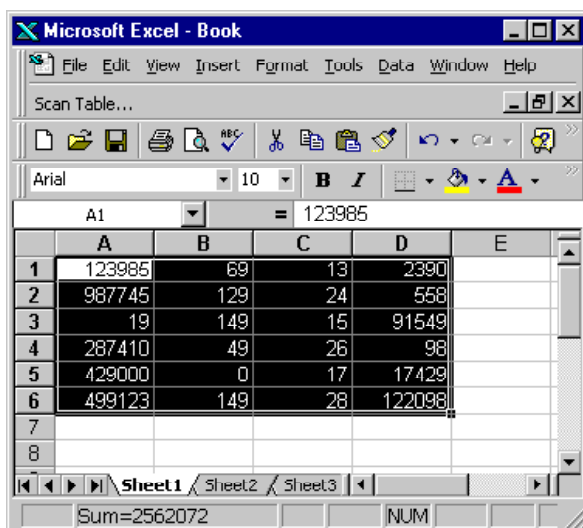 Microsoft Excel - Book
File Edit View Insert Format Tools Data Window Help
Scan Table...
ABC
Arial 10 B I A
A1 = 123985
A B C D E
1 123985 69 13 2390
2 987745 129 24 558
3 19 149 15 91549
4 287410 49 26 98
5 429000 0 17 17429
6 499123 149 28 122098
7
8
Sheet1 Sheet2 Sheet3
Sum=2562072 NUM